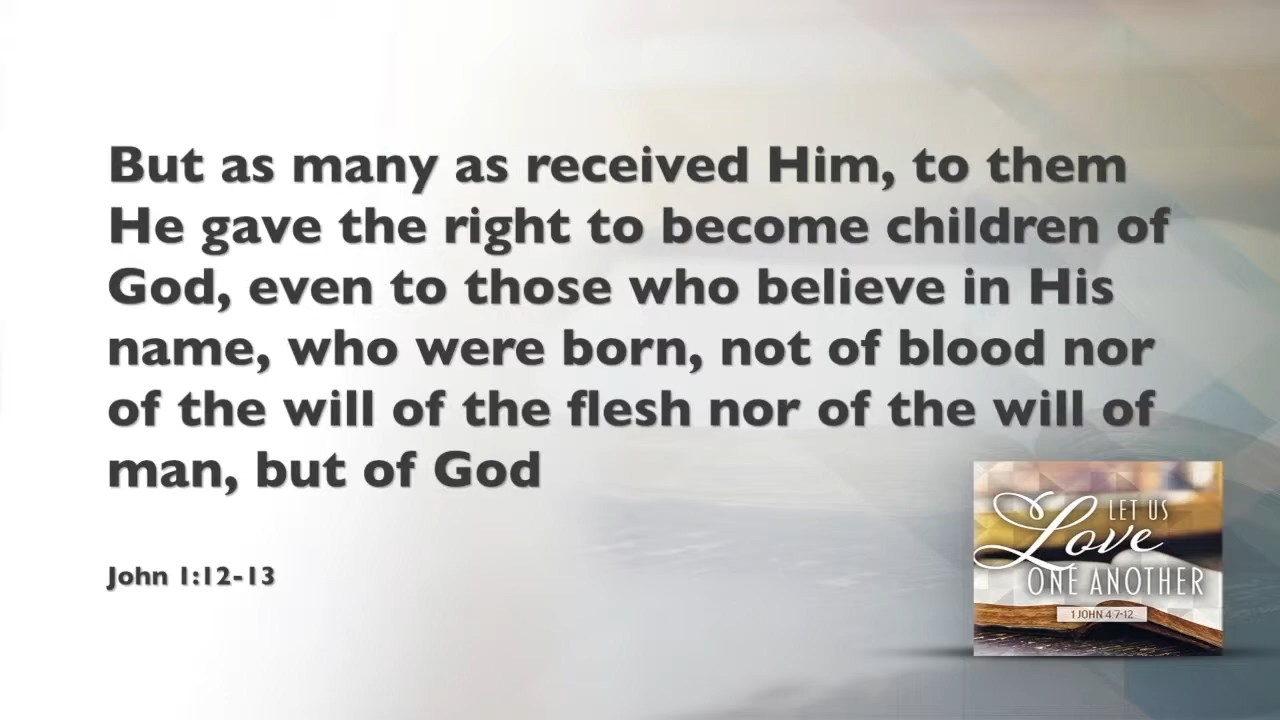 But as many as received Him, to them
He gave the right to become children of
God, even to those who believe in His
name, who were born, not of blood nor
of the will of the flesh nor of the will of
man, but of God
John 1:12-13
LET US
Love
ONE ANOTHER
1 JOHN 4:7-12